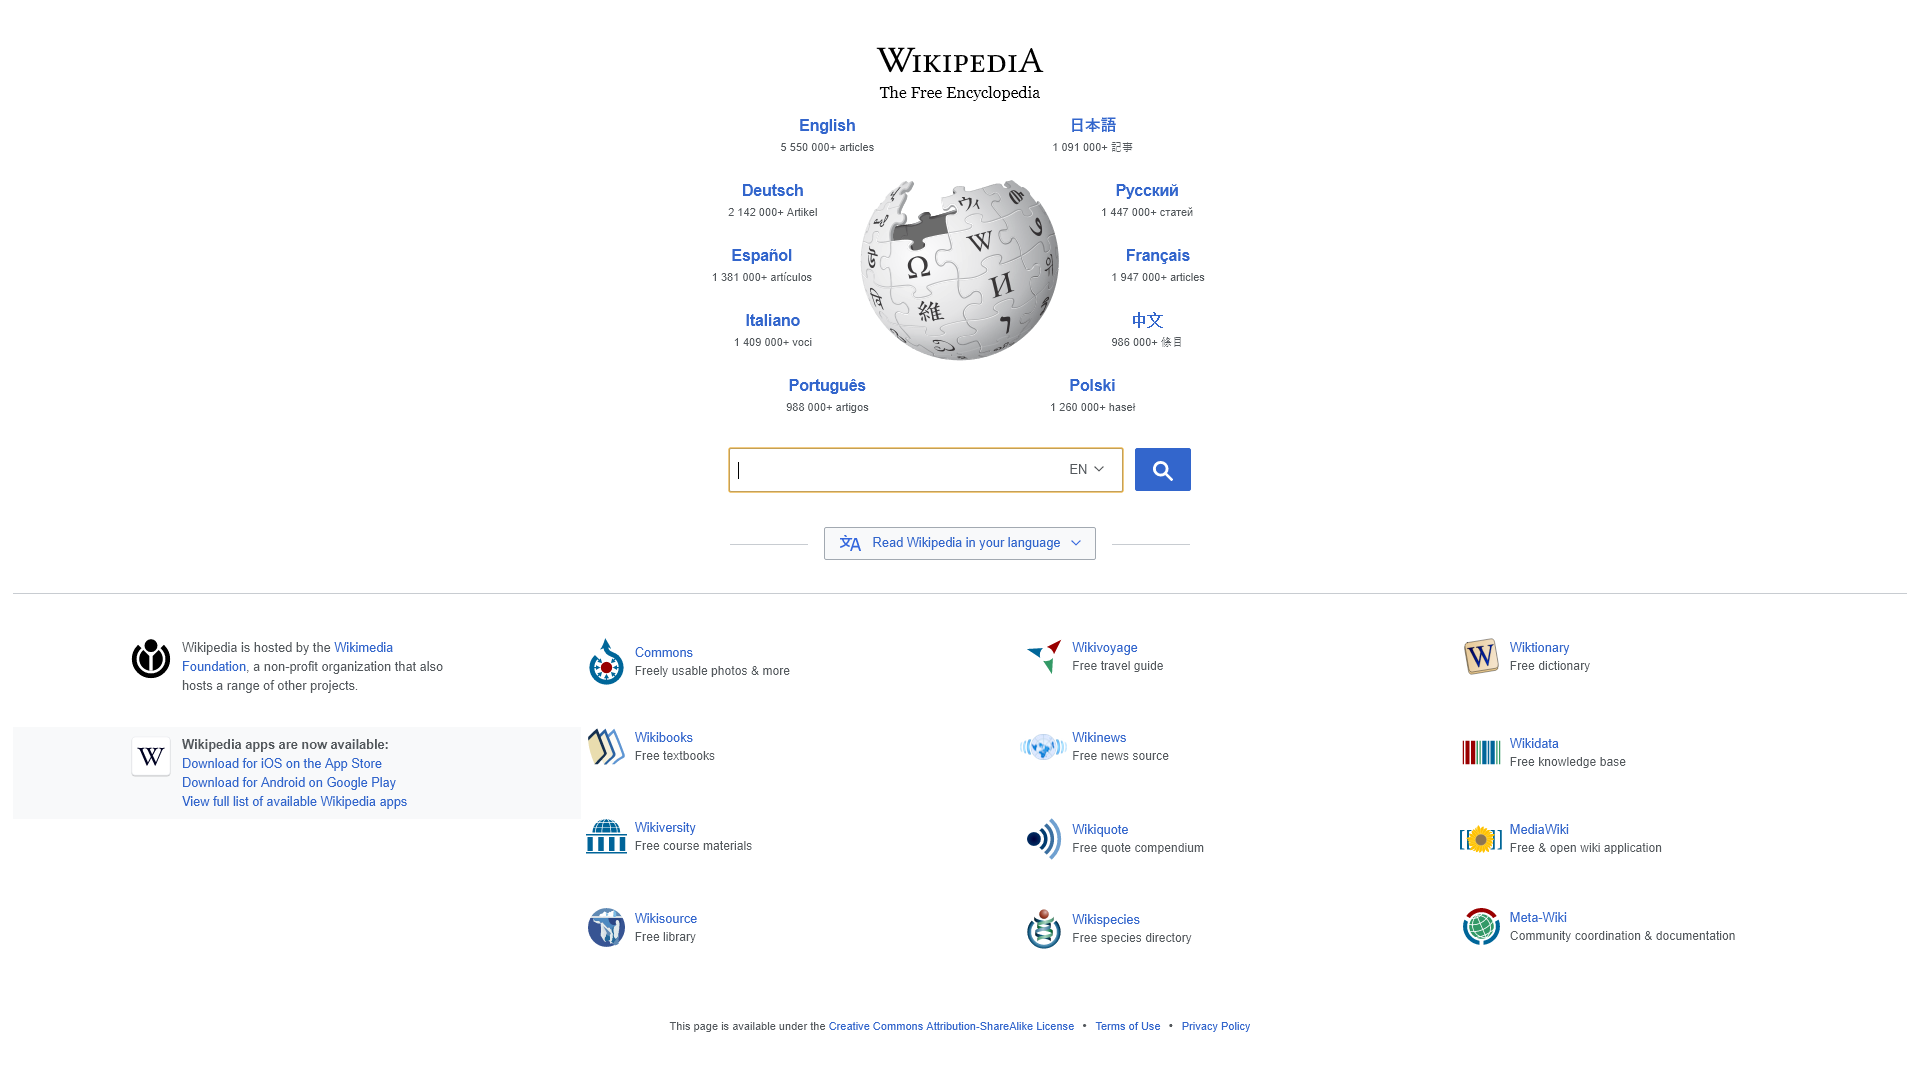 WIKIPEDIA
The Free Encyclopedia
English
5 550 000+ articles
日本語
1 091 000+ 記事
Deutsch
2 142 000+ Artikel
Русский
1 447 000+ статей
Español
1 381 000+ artículos
Français
1 947 000+ articles
Italiano
1 409 000+ voci
中文
986 000+ 條目
Português
988 000+ artigos
Polski
1 260 000+ haseł
Ω
W
И
維
ウィ
EN
Read Wikipedia in your language
Wikipedia is hosted by the Wikimedia
Foundation, a non-profit organization that also
hosts a range of other projects.
Wikipedia apps are now available:
Download for iOS on the App Store
Download for Android on Google Play
View full list of available Wikipedia apps
Commons
Freely usable photos & more
Wikivoyage
Free travel guide
Wiktionary
Free dictionary
Wikibooks
Free textbooks
Wikinews
Free news source
Wikidata
Free knowledge base
Wikiversity
Free course materials
Wikiquote
Free quote compendium
MediaWiki
Free & open wiki application
Wikisource
Free library
Wikispecies
Free species directory
Meta-Wiki
Community coordination & documentation
This page is available under the Creative Commons Attribution-ShareAlike License • Terms of Use • Privacy Policy